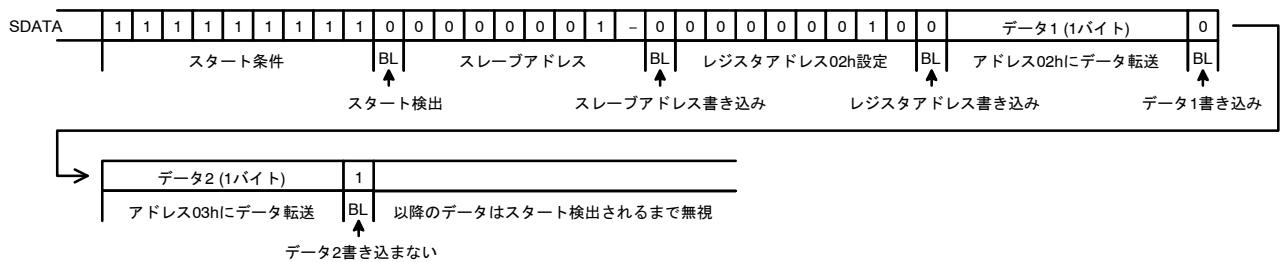 SDATA 1 1 1 1 1 1 1 1 1 0 0 0 0 0 0 0 1 – 0 0 0 0 0 0 0 1 0 0 データ1 (1バイト) 0
スタート条件 BL スレーブアドレス BL レジスタアドレス02h設定 BL アドレス02hにデータ転送 BL
スタート検出 スレーブアドレス書き込み レジスタアドレス書き込み データ1書き込み
データ2 (1バイト) 1
アドレス03hにデータ転送 BL 以降のデータはスタート検出されるまで無視
データ2書き込まない